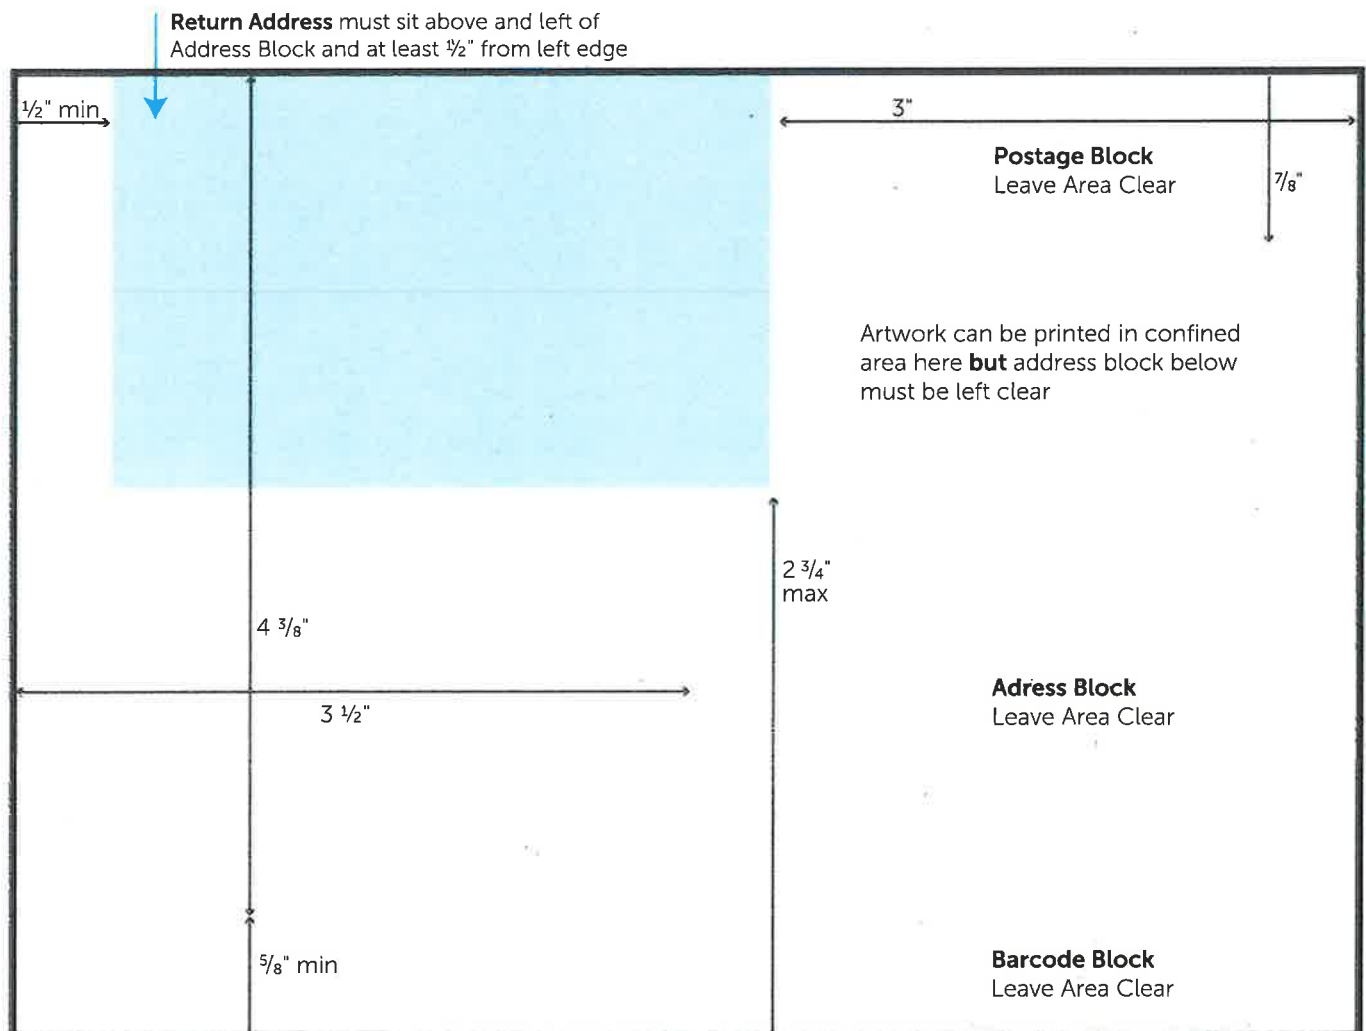 Return Address must sit above and left of
Address Block and at least ½" from left edge
½" min
3"
Postage Block
Leave Area Clear
⅞"
Artwork can be printed in confined
area here but address block below
must be left clear
2 ¾"
max
4 ⅜"
3 ½"
Adress Block
Leave Area Clear
⅝" min
Barcode Block
Leave Area Clear